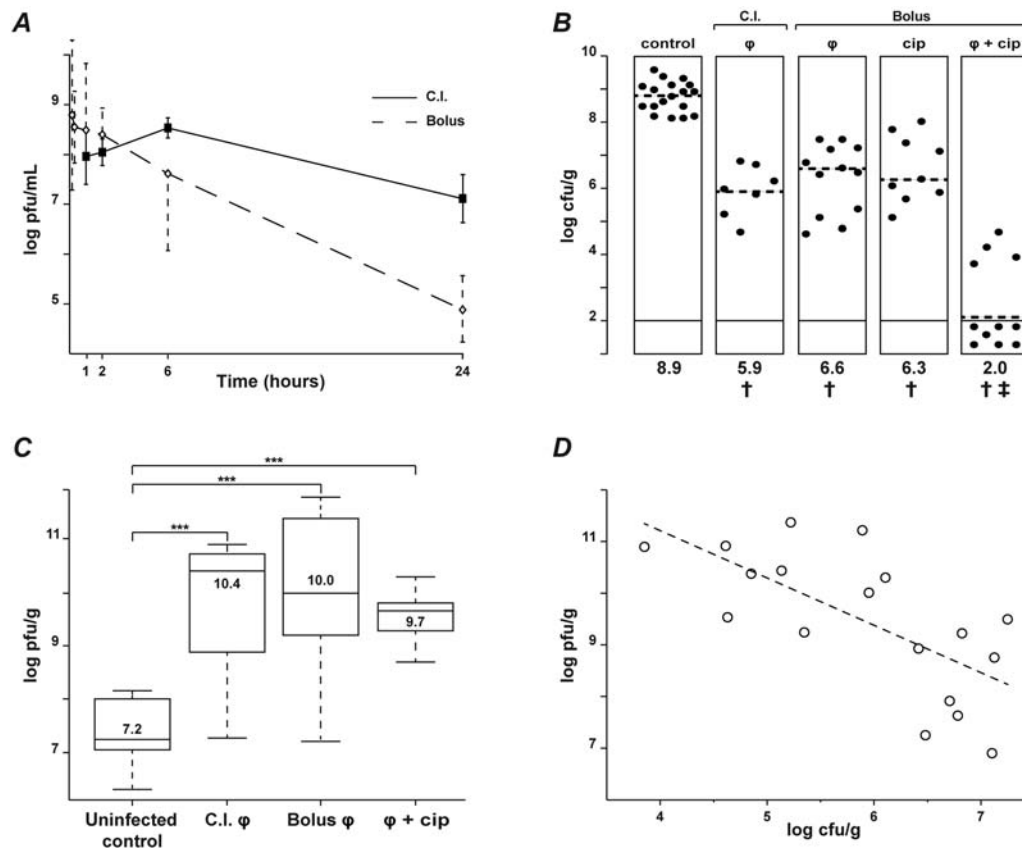 A
log pfu/mL
9
7
5
C.I.
Bolus
1
2
6
24
Time (hours)
B
C.I.
Bolus
control
φ
φ
cip
φ + cip
log cfu/g
10
8
6
4
2
8.9
5.9
6.6
6.3
2.0
†
†
†
† ‡
C
***
***
***
log pfu/g
11
9
7
7.2
10.4
10.0
9.7
Uninfected
control
C.I. φ
Bolus φ
φ + cip
D
log pfu/g
11
9
7
4
5
6
7
log cfu/g